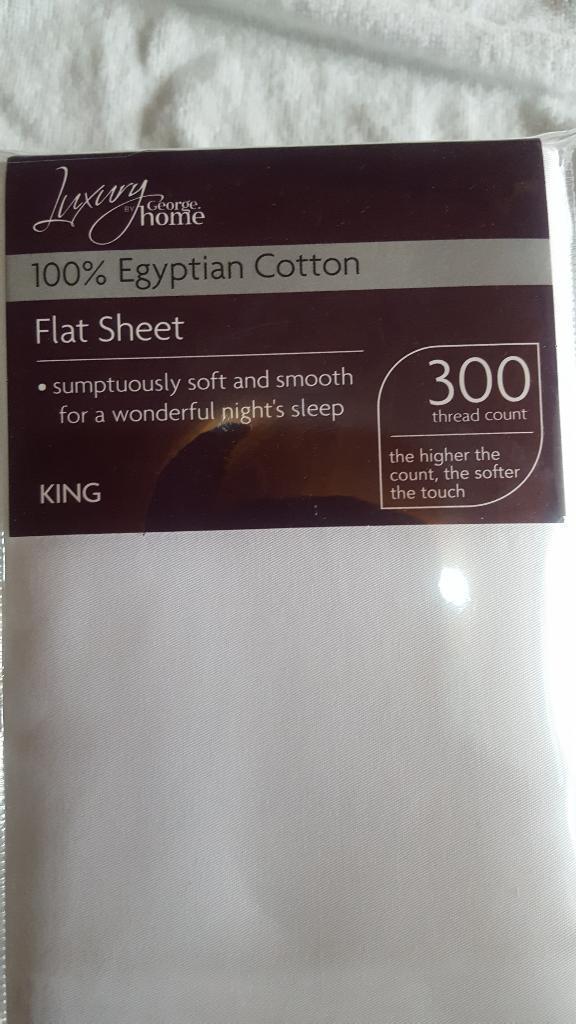 Luxury
BY George.
home
100% Egyptian Cotton
Flat Sheet
• sumptuously soft and smooth
for a wonderful night's sleep
KING
300
thread count
the higher the
count, the softer
the touch